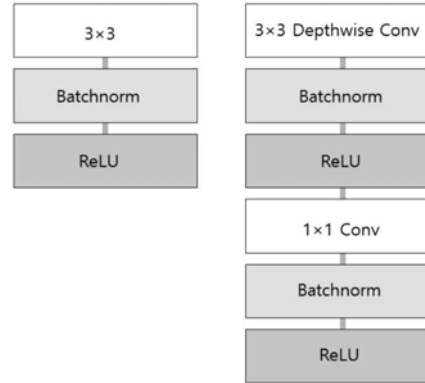 3×3
Batchnorm
ReLU
3×3 Depthwise Conv
Batchnorm
ReLU
1×1 Conv
Batchnorm
ReLU